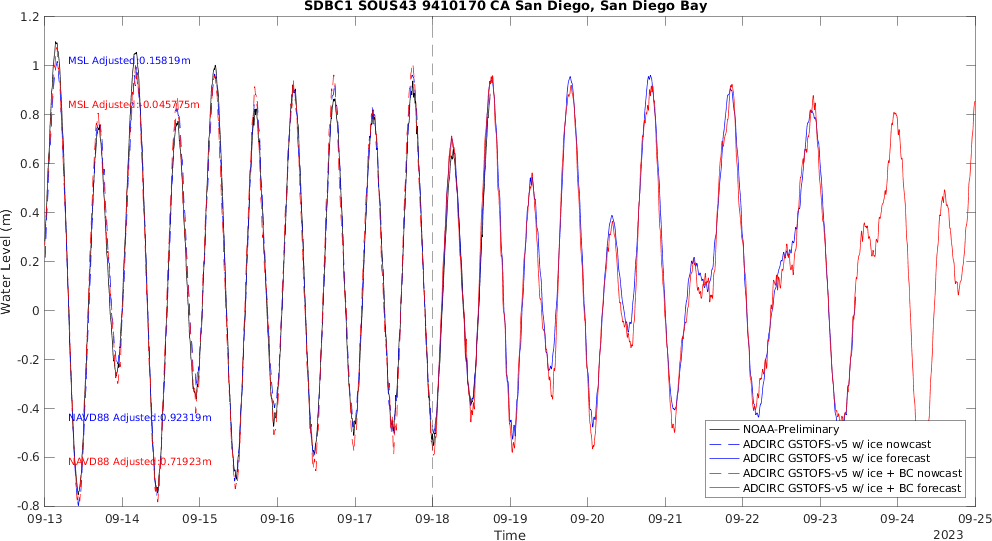 SDBC1 SOUS43 9410170 CA San Diego, San Diego Bay
1.2
1
0.8
0.6
0.4
0.2
0
-0.2
-0.4
-0.6
-0.8
Water Level (m)
MSL Adjusted:0.15819m
MSL Adjusted:-0.045775m
NAVD88 Adjusted:0.92319m
NAVD88 Adjusted:0.71923m
NOAA-Preliminary
ADCIRC GSTOFS-v5 w/ ice nowcast
ADCIRC GSTOFS-v5 w/ ice forecast
ADCIRC GSTOFS-v5 w/ ice + BC nowcast
ADCIRC GSTOFS-v5 w/ ice + BC forecast
09-13 09-14 09-15 09-16 09-17 09-18 09-19 09-20 09-21 09-22 09-23 09-24 09-25
Time
2023